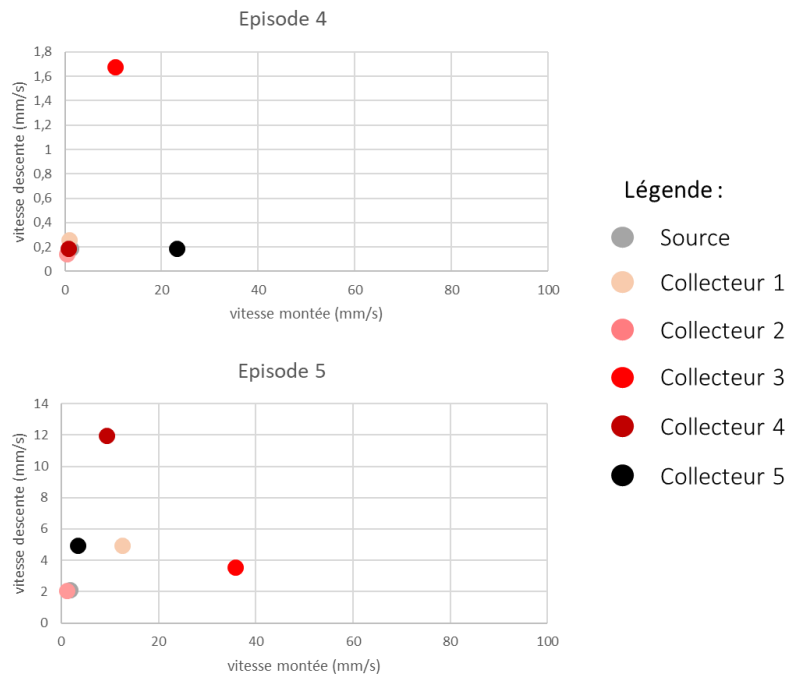 Episode 4
vitesse descente (mm/s)
1,8
1,6
1,4
1,2
1
0,8
0,6
0,4
0,2
0
0 20 40 60 80 100
vitesse montée (mm/s)
Episode 5
vitesse descente (mm/s)
14
12
10
8
6
4
2
0
0 20 40 60 80 100
vitesse montée (mm/s)
Légende :
Source
Collecteur 1
Collecteur 2
Collecteur 3
Collecteur 4
Collecteur 5